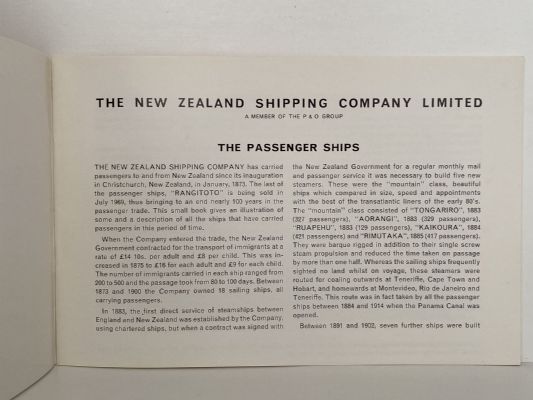 THE NEW ZEALAND SHIPPING COMPANY LIMITED
A MEMBER OF THE P & O GROUP
THE PASSENGER SHIPS
THE NEW ZEALAND SHIPPING COMPANY has carried
passengers to and from New Zealand since its inauguration
in Christchurch, New Zealand, in January, 1873. The last of
the passenger ships, "RANGITOTO" is being sold in
July 1969, thus bringing to an end nearly 100 years in the
passenger trade. This small book gives an illustration of
some and a description of all the ships that have carried
passengers in this period of time.
When the Company entered the trade, the New Zealand
Government contracted for the transport of immigrants at a
rate of £14 10s. per adult and £8 per child. This was in-
creased in 1875 to £16 for each adult and £9 for each child.
The number of immigrants carried in each ship ranged from
200 to 500 and the passage took from 80 to 100 days. Between
1873 and 1900 the Company owned 18 sailing ships, all
carrying passengers.
In 1883, the first direct service of steamships between
England and New Zealand was established by the Company,
using chartered ships, but when a contract was signed with
the New Zealand Government for a regular monthly mail
and passenger service it was necessary to build five new
steamers. These were the "mountain" class, beautiful
ships which compared in size, speed and appointments
with the best of the transatlantic liners of the early 80's.
The "mountain" class consisted of "TONGARIRO", 1883
(327 passengers), "AORANGI", 1883 (329 passengers),
"RUAPEHU", 1883 (129 passengers), "KAIKOURA", 1884
(421 passengers) and "RIMUTAKA", 1885 (417 passengers).
They were barque rigged in addition to their single screw
steam propulsion and reduced the time taken on passage
by more than one half. Whereas the sailing ships frequently
sighted no land whilst on voyage, these steamers were
routed for coaling outwards at Teneriffe, Cape Town and
Hobart, and homewards at Montevideo, Rio de Janeiro and
Teneriffe. This route was in fact taken by all the passenger
ships between 1884 and 1914 when the Panama Canal was
opened.
Between 1891 and 1902, seven further ships were built